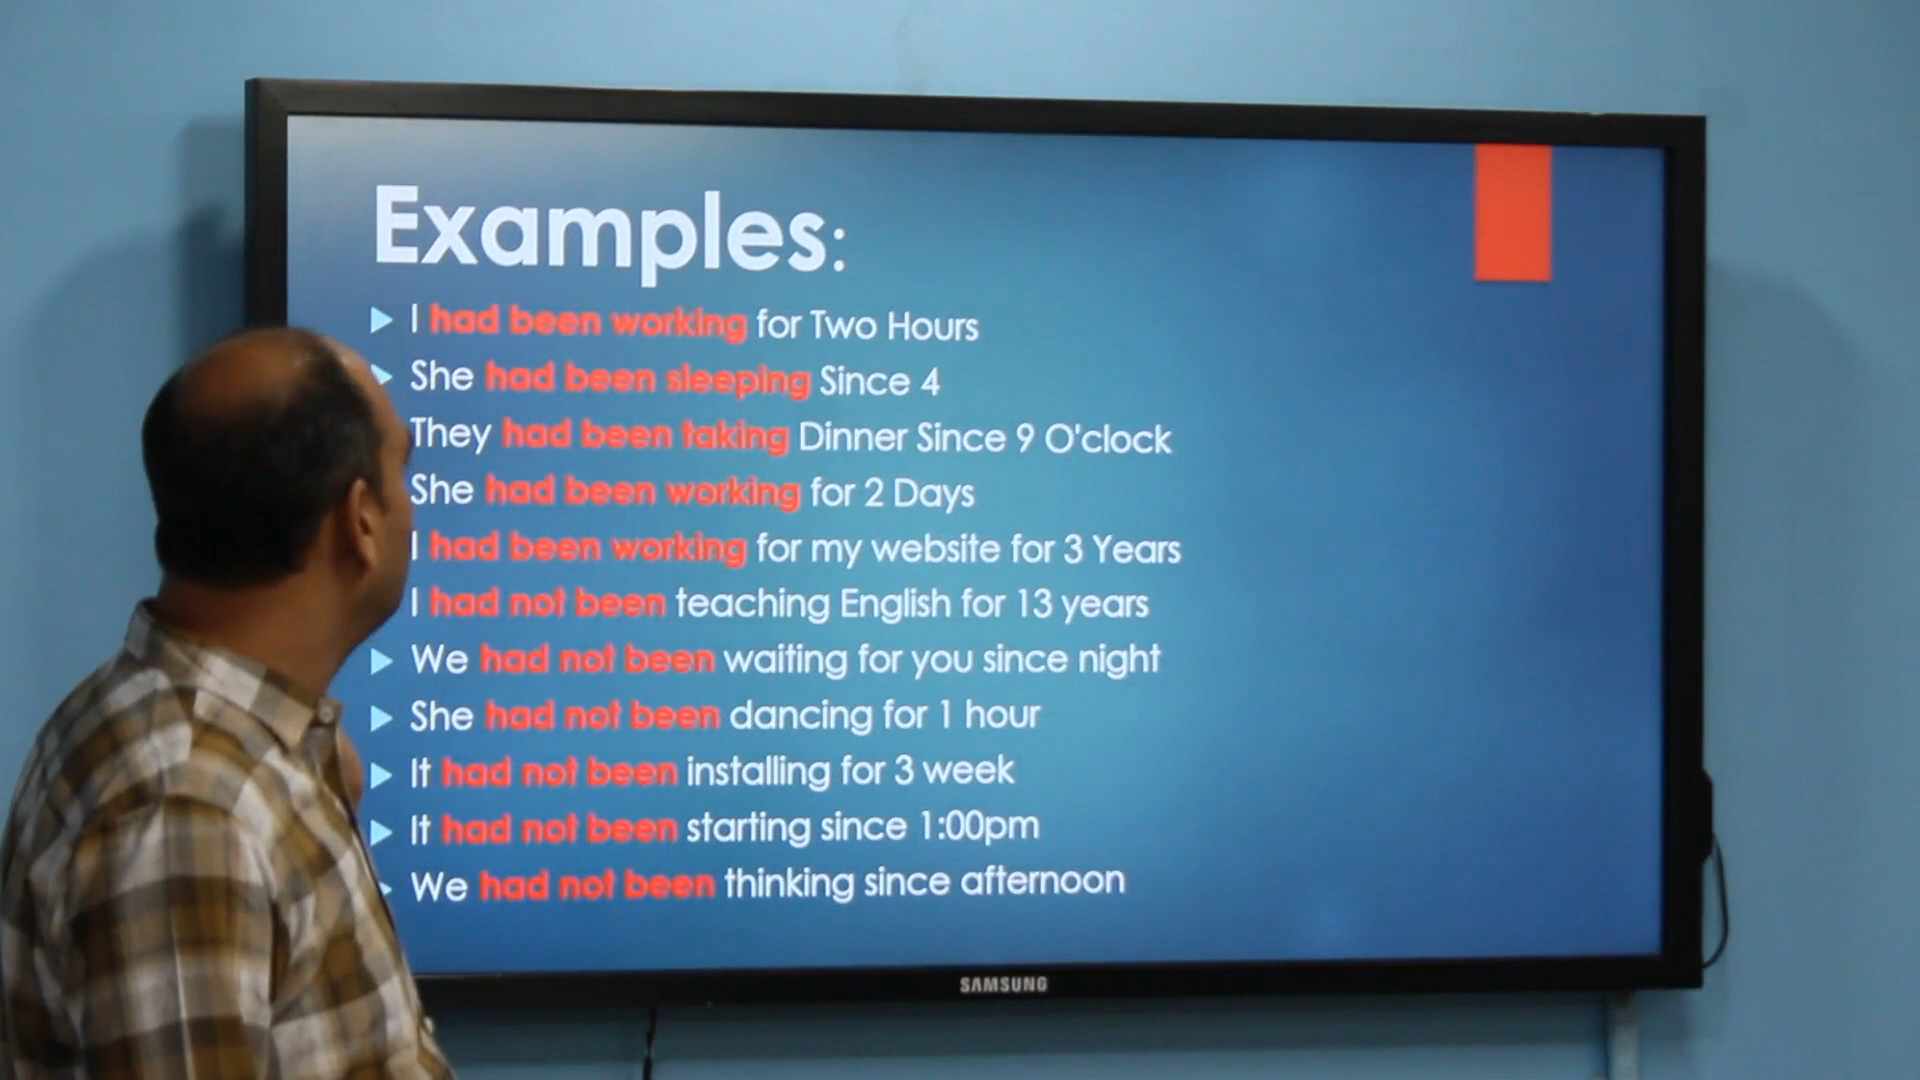 Examples:
I had been working for Two Hours
She had been sleeping Since 4
They had been taking Dinner Since 9 O'clock
She had been working for 2 Days
I had been working for my website for 3 Years
I had not been teaching English for 13 years
We had not been waiting for you since night
She had not been dancing for 1 hour
It had not been installing for 3 week
It had not been starting since 1:00pm
We had not been thinking since afternoon
SAMSUNG